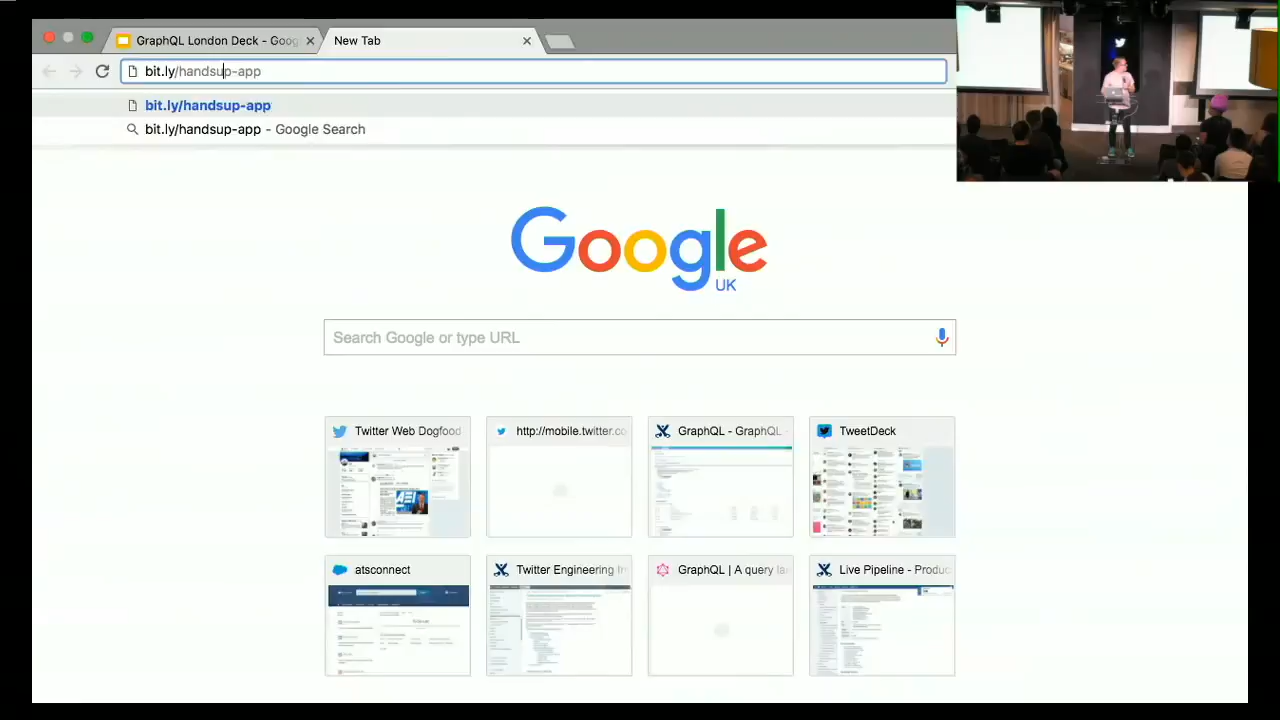 GraphQL London Deck - Goog
New Tab
bit.ly/handsup-app
bit.ly/handsup-app
bit.ly/handsup-app - Google Search
Google
UK
Search Google or type URL
Twitter Web Dogfood
http://mobile.twitter.co
GraphQL - GraphQL -
TweetDeck
atsconnect
Twitter Engineering
GraphQL | A query la
Live Pipeline - Produc